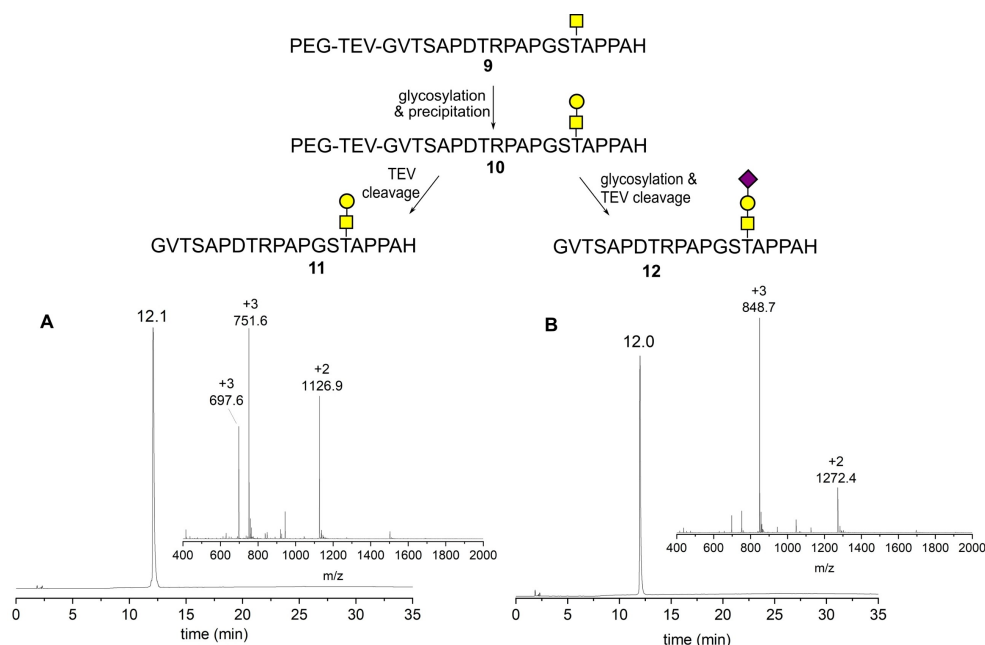 PEG-TEV-GVTSAPDTRPAPGSTAPPAH
9
glycosylation
& precipitation
PEG-TEV-GVTSAPDTRPAPGSTAPPAH
10
TEV
cleavage
glycosylation &
TEV cleavage
GVTSAPDTRPAPGSTAPPAH
11
GVTSAPDTRPAPGSTAPPAH
12
A
12.1
+3
751.6
+3
697.6
+2
1126.9
400 600 800 1000 1200 1400 1600 1800 2000
m/z
0 5 10 15 20 25 30 35
time (min)
B
12.0
+3
848.7
+2
1272.4
400 600 800 1000 1200 1400 1600 1800 2000
m/z
0 5 10 15 20 25 30 35
time (min)